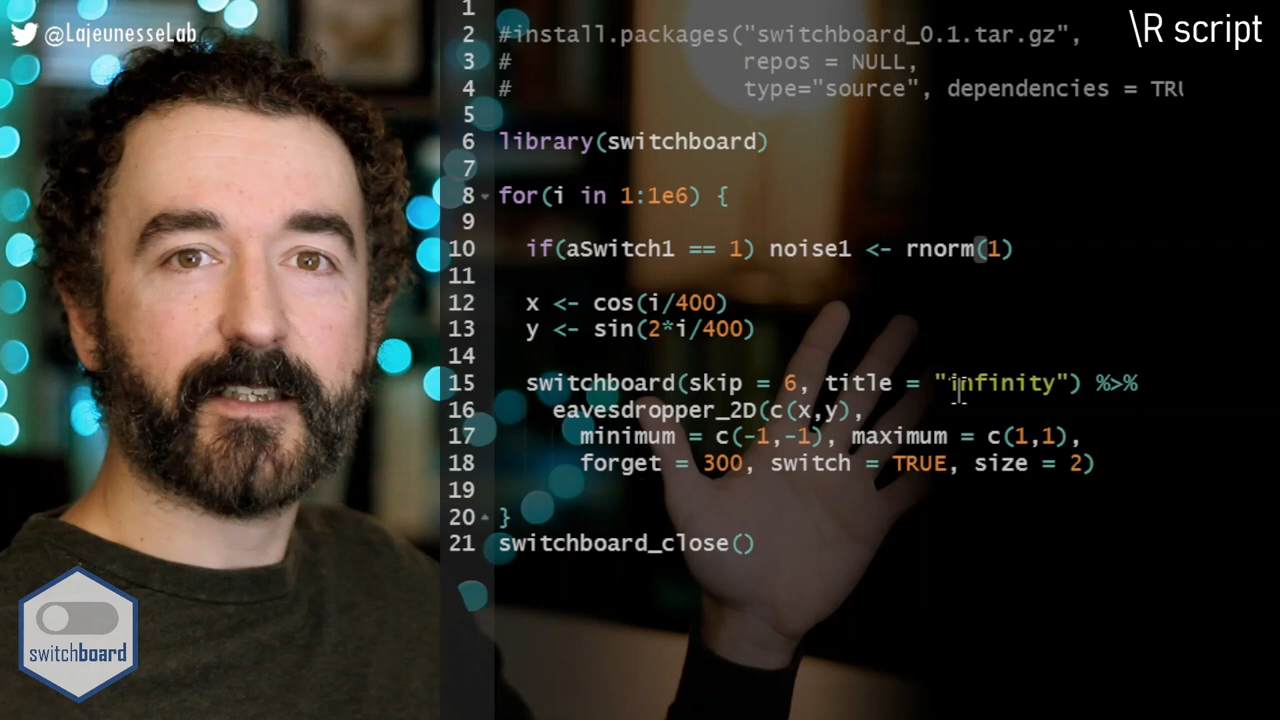 @LajeunesseLab
\R script
1
2 #install.packages("switchboard_0.1.tar.gz",
3 # repos = NULL,
4 # type="source", dependencies = TRU
5
6 library(switchboard)
7
8 for(i in 1:1e6) {
9
10 if(aSwitch1 == 1) noise1 <- rnorm(1)
11
12 x <- cos(i/400)
13 y <- sin(2*i/400)
14
15 switchboard(skip = 6, title = "infinity") %>%
16 eavesdropper_2D(c(x,y),
17 minimum = c(-1,-1), maximum = c(1,1),
18 forget = 300, switch = TRUE, size = 2)
19
20 }
21 switchboard_close()
switchboard